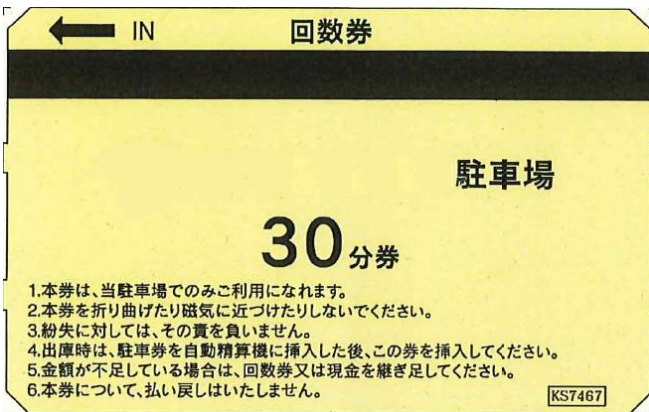 IN 回数券
駐車場
30分券
1.本券は、当駐車場でのみご利用になれます。
2.本券を折り曲げたり磁気に近づけたりしないでください。
3.紛失に対しては、その責を負いません。
4.出庫時は、駐車券を自動精算機に挿入した後、この券を挿入してください。
5.金額が不足している場合は、回数券又は現金を継ぎ足してください。
6.本券について、払い戻しはいたしません。
KS7467